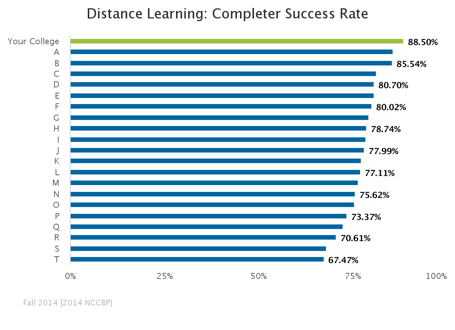 Distance Learning: Completer Success Rate
Your College 88.50%
A
B 85.54%
C
D 80.70%
E
F 80.02%
G
H 78.74%
I
J 77.99%
K
L 77.11%
M
N 75.62%
O
P 73.37%
Q
R 70.61%
S
T 67.47%
0% 25% 50% 75% 100%
Fall 2014 [2014 NCCBP]